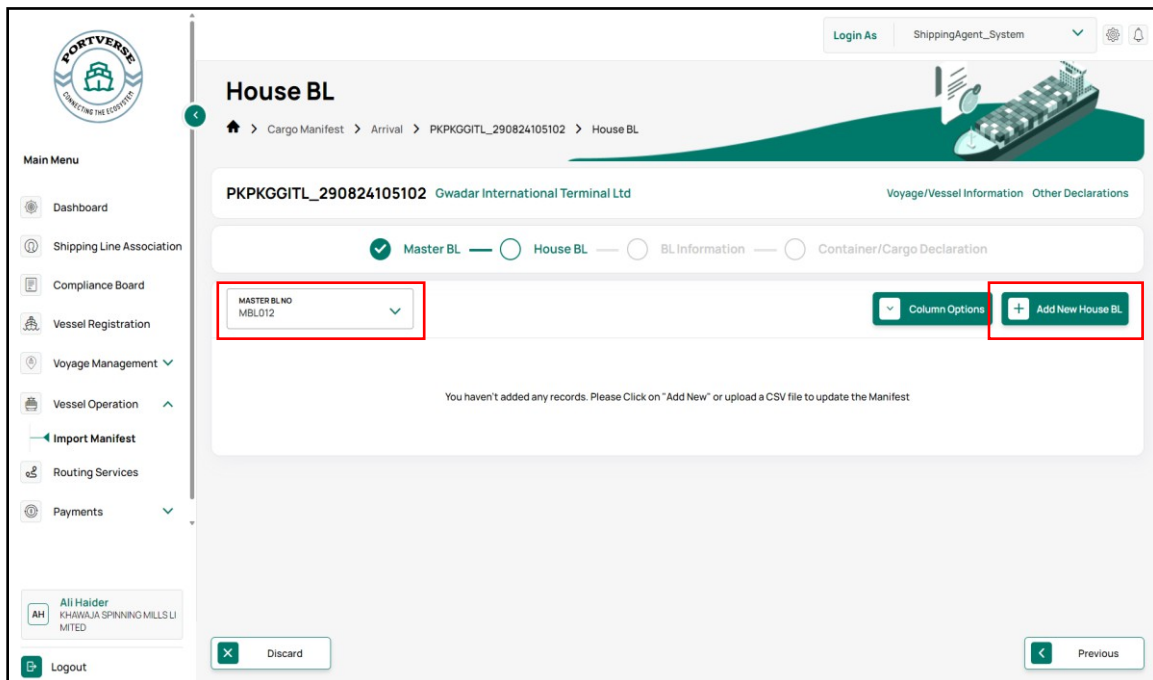 PORTVERSE
CONNECTING THE ECOSYSTEM
Login As ShippingAgent_System
House BL
Cargo Manifest > Arrival > PKPKGGITL_290824105102 > House BL
Main Menu
Dashboard
Shipping Line Association
Compliance Board
Vessel Registration
Voyage Management
Vessel Operation
Import Manifest
Routing Services
Payments
AH
Ali Haider
KHAWAJA SPINNING MILLS LI
MITED
Logout
PKPKGGITL_290824105102 Gwadar International Terminal Ltd
Voyage/Vessel Information Other Declarations
Master BL House BL BL Information Container/Cargo Declaration
MASTER BL NO
MBL012
Column Options
+ Add New House BL
You haven't added any records. Please Click on "Add New" or upload a CSV file to update the Manifest
Discard
Previous